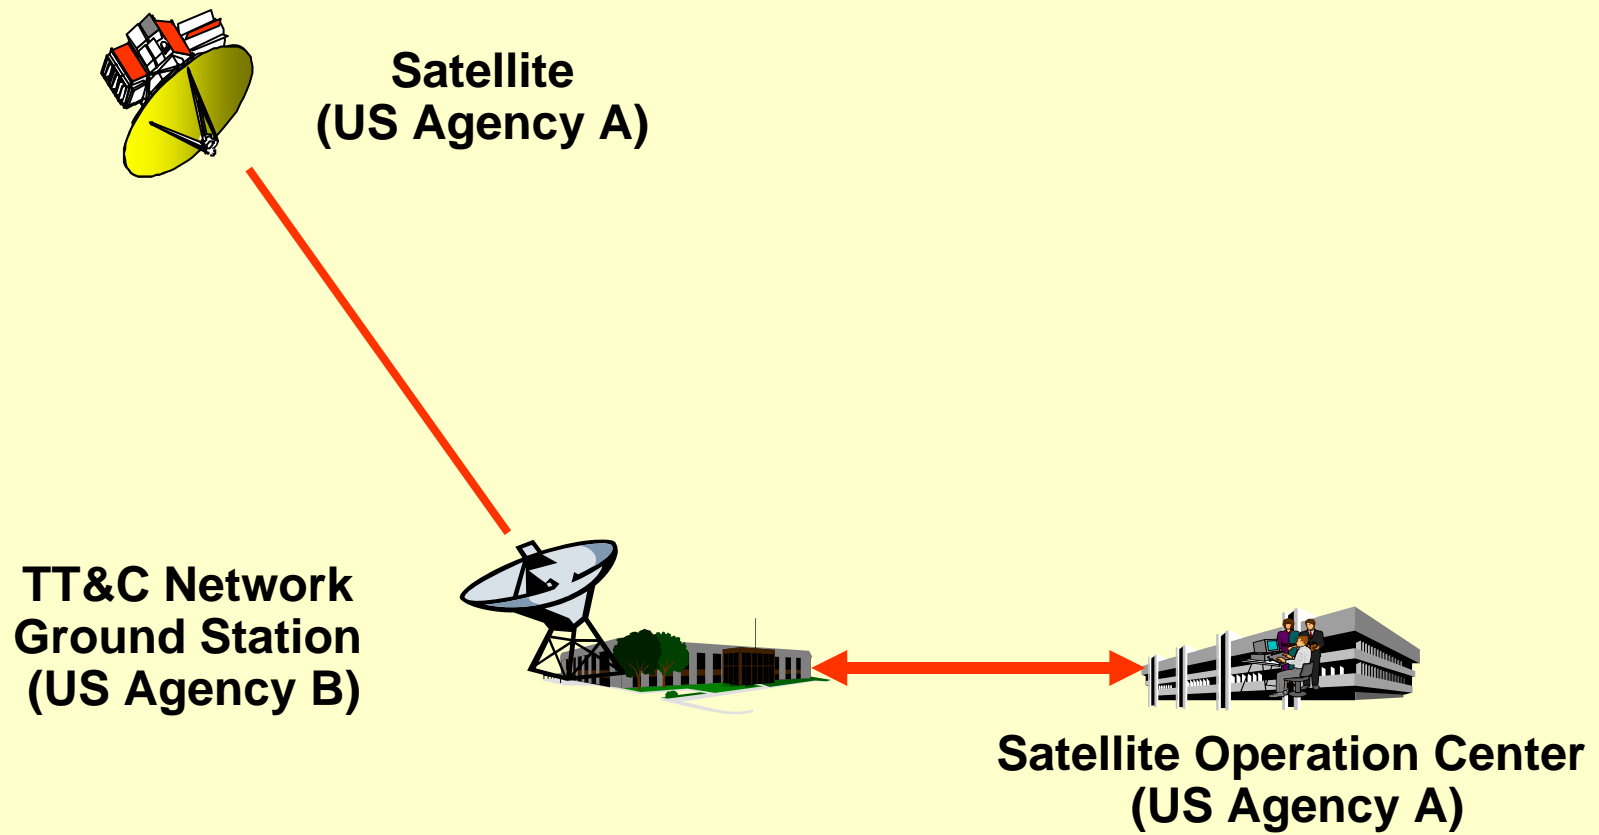 Satellite
(US Agency A)
TT&C Network
Ground Station
(US Agency B)
Satellite Operation Center
(US Agency A)